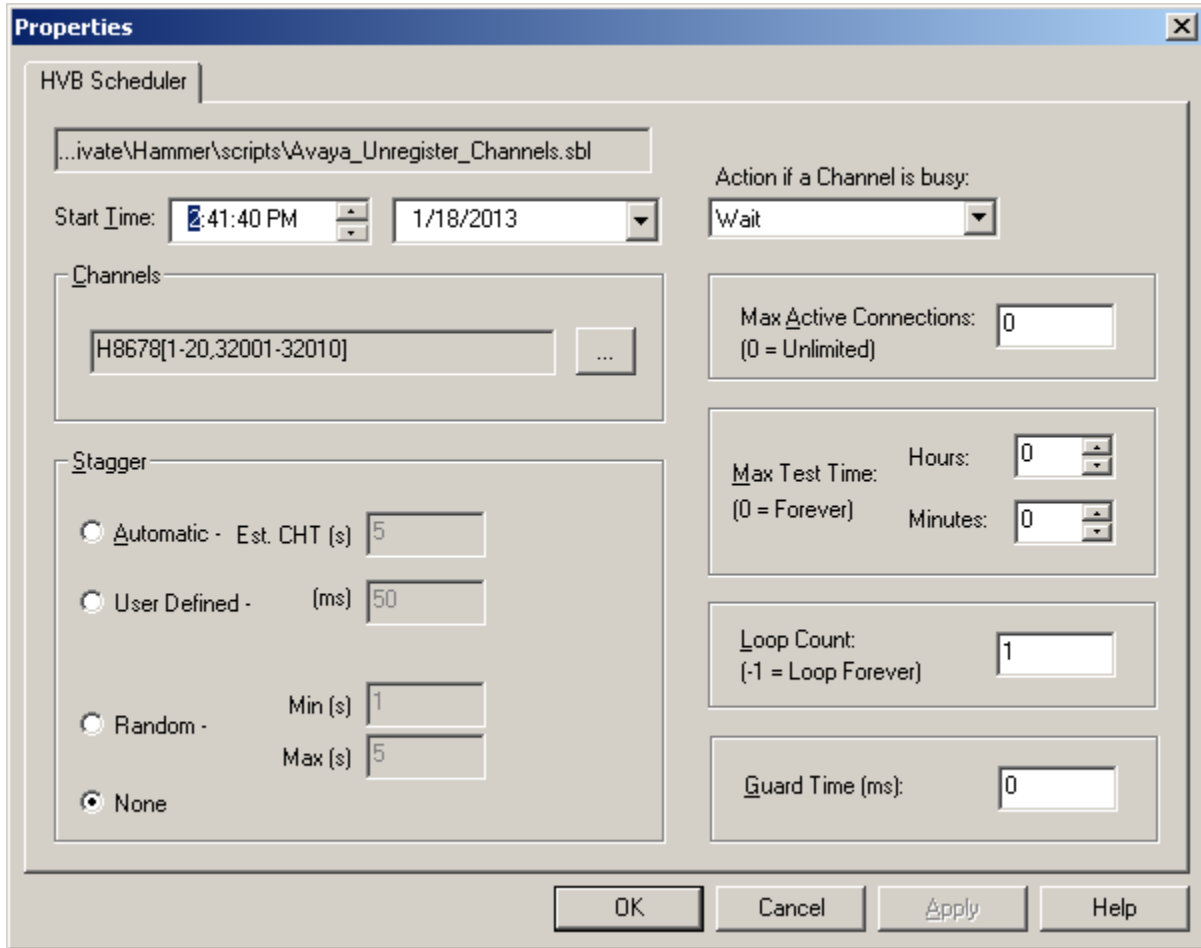 Properties
HVB Scheduler
...ivate\Hammer\scripts\Avaya_Unregister_Channels.sbl
Start Time: 2:41:40 PM 1/18/2013
Action if a Channel is busy:
Wait
Channels
H8678[1-20,32001-32010]
...
Stagger
Automatic - Est. CHT (s) 5
User Defined - (ms) 50
Random - Min (s) 1
Max (s) 5
None
Max Active Connections: 0
(0 = Unlimited)
Max Test Time: Hours: 0
(0 = Forever) Minutes: 0
Loop Count: 1
(-1 = Loop Forever)
Guard Time (ms): 0
OK Cancel Apply Help